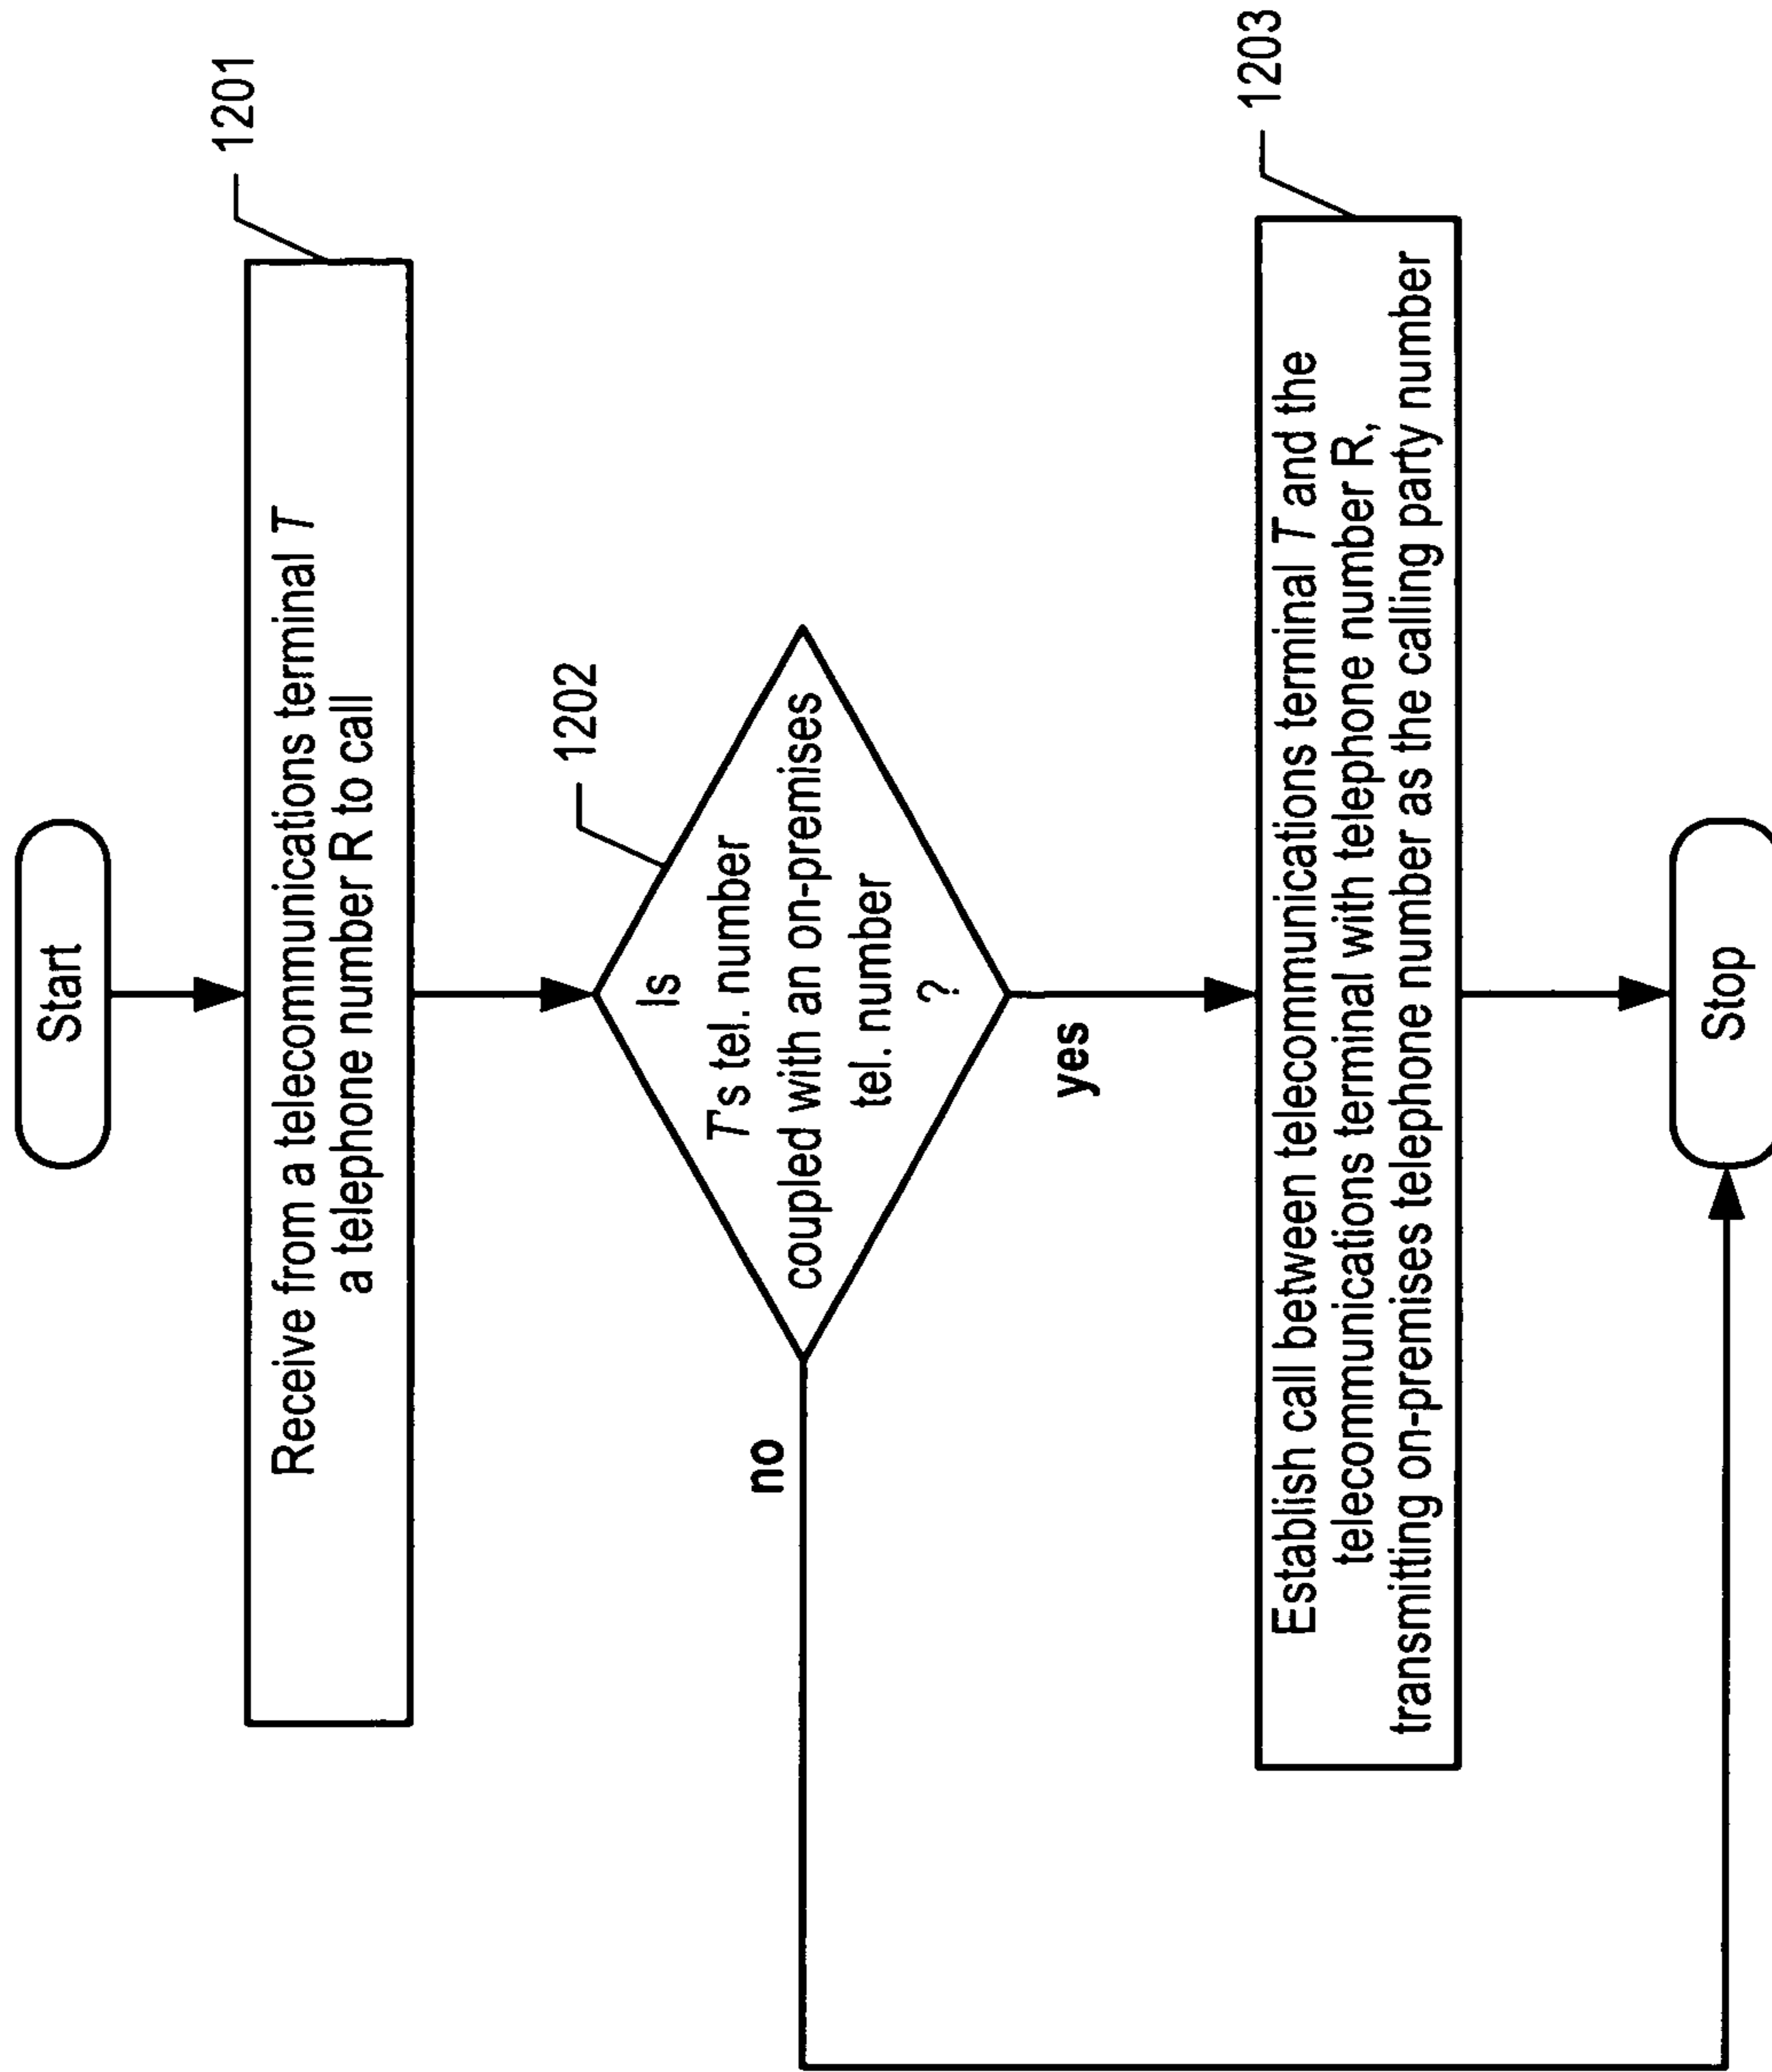 Start
1201
Receive from a telecommunications terminal T
a telephone number R to call
1202
Is
T's tel. number
coupled with an on-premises
tel. number
?
no
yes
1203
Establish call between telecommunications terminal T and the
telecommunications terminal with telephone number R,
transmitting on-premises telephone number as the calling party number
Stop